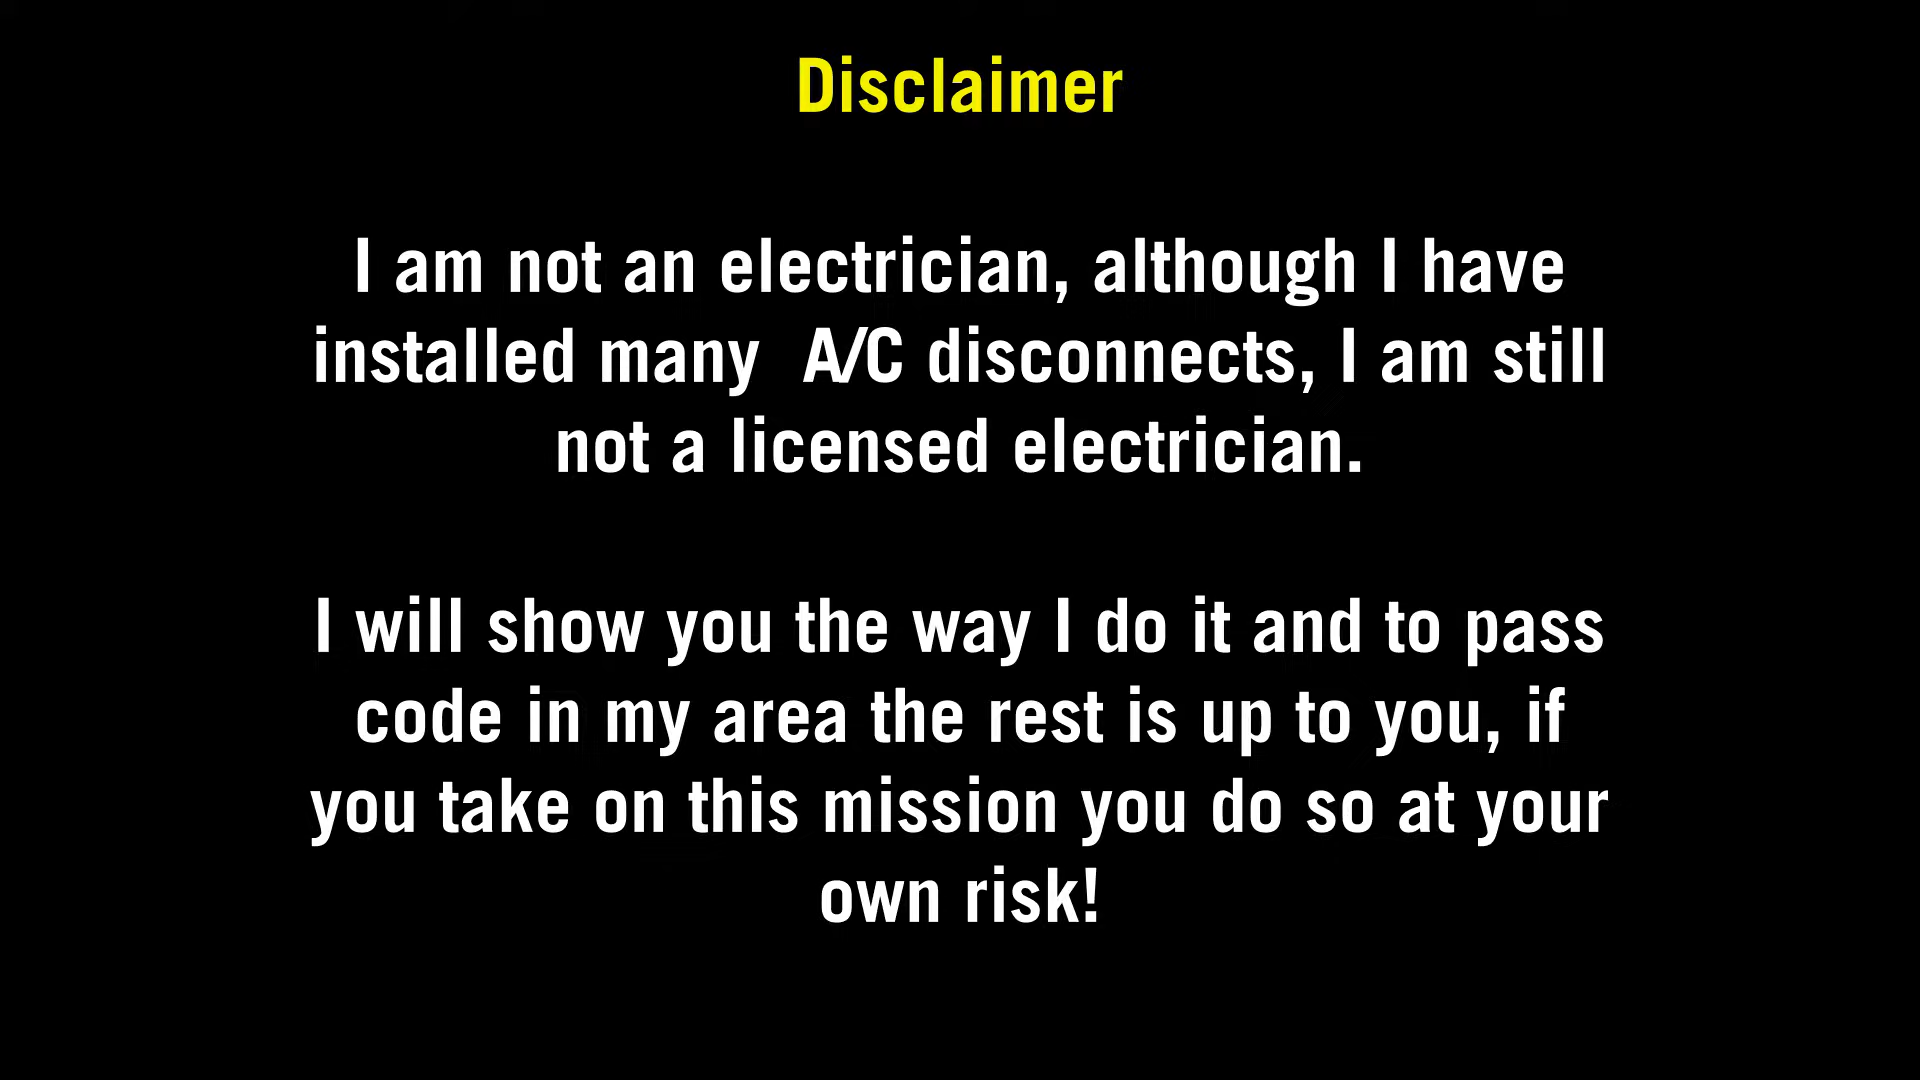 Disclaimer
I am not an electrician, although I have
installed many  A/C disconnects, I am still
not a licensed electrician.
I will show you the way I do it and to pass
code in my area the rest is up to you, if
you take on this mission you do so at your
own risk!